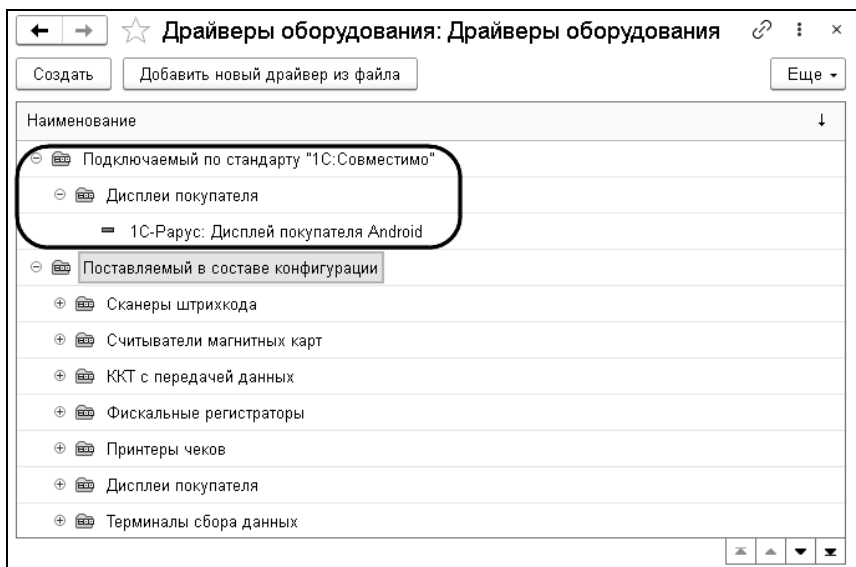 Драйверы оборудования: Драйверы оборудования
Создать Добавить новый драйвер из файла Еще
Наименование
Подключаемый по стандарту "1С:Совместимо"
Дисплеи покупателя
1С-Рарус: Дисплей покупателя Android
Поставляемый в составе конфигурации
Сканеры штрихкода
Считыватели магнитных карт
ККТ с передачей данных
Фискальные регистраторы
Принтеры чеков
Дисплеи покупателя
Терминалы сбора данных